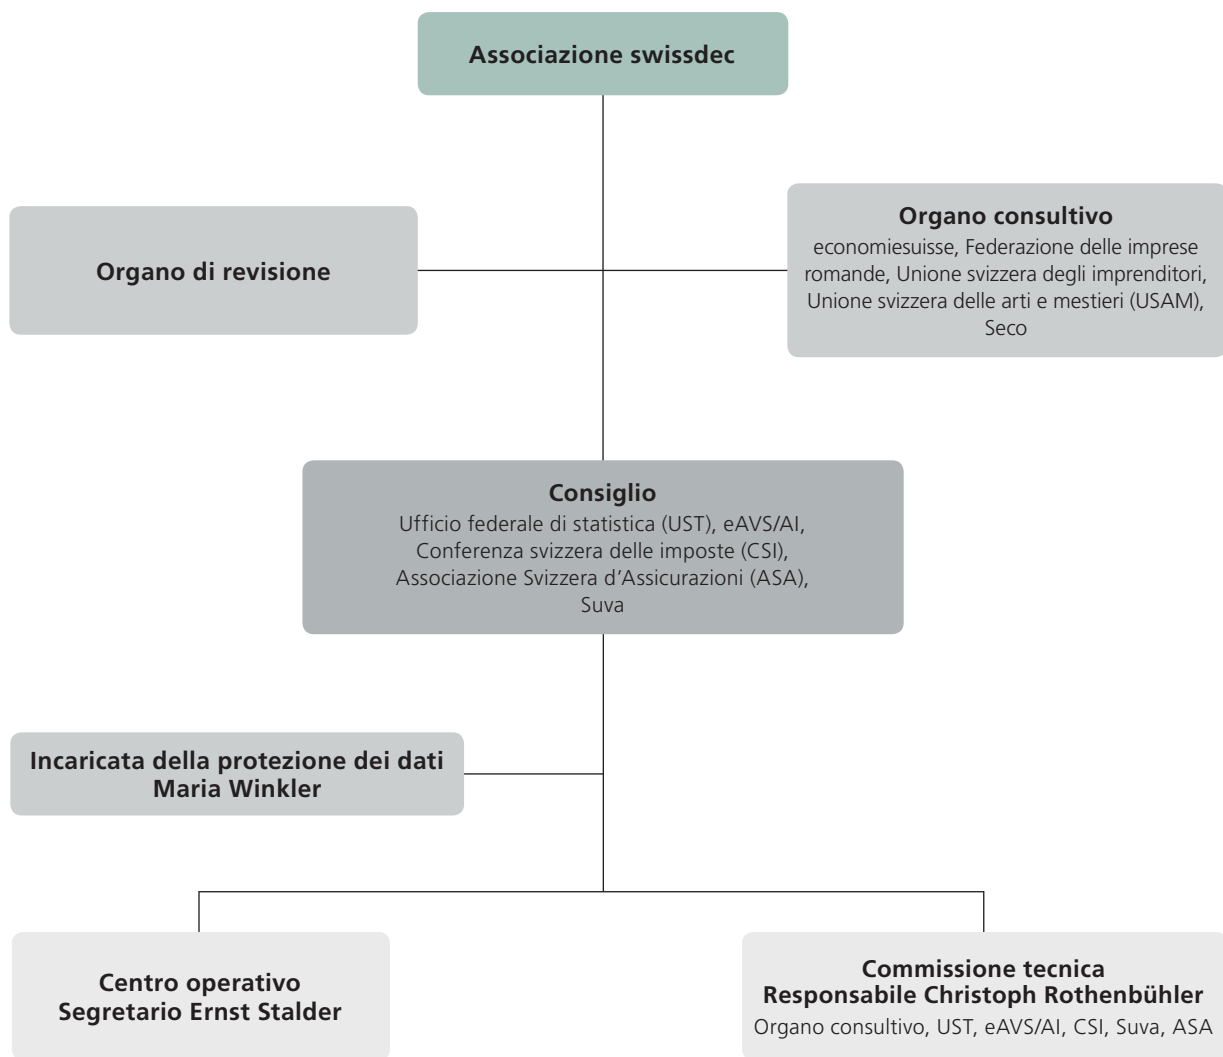 Associazione swissdec
Organo di revisione
Organo consultivo
economiesuisse, Federazione delle imprese
romande, Unione svizzera degli imprenditori,
Unione svizzera delle arti e mestieri (USAM),
Seco
Consiglio
Ufficio federale di statistica (UST), eAVS/AI,
Conferenza svizzera delle imposte (CSI),
Associazione Svizzera d’Assicurazioni (ASA),
Suva
Incaricata della protezione dei dati
Maria Winkler
Centro operativo
Segretario Ernst Stalder
Commissione tecnica
Responsabile Christoph Rothenbühler
Organo consultivo, UST, eAVS/AI, CSI, Suva, ASA